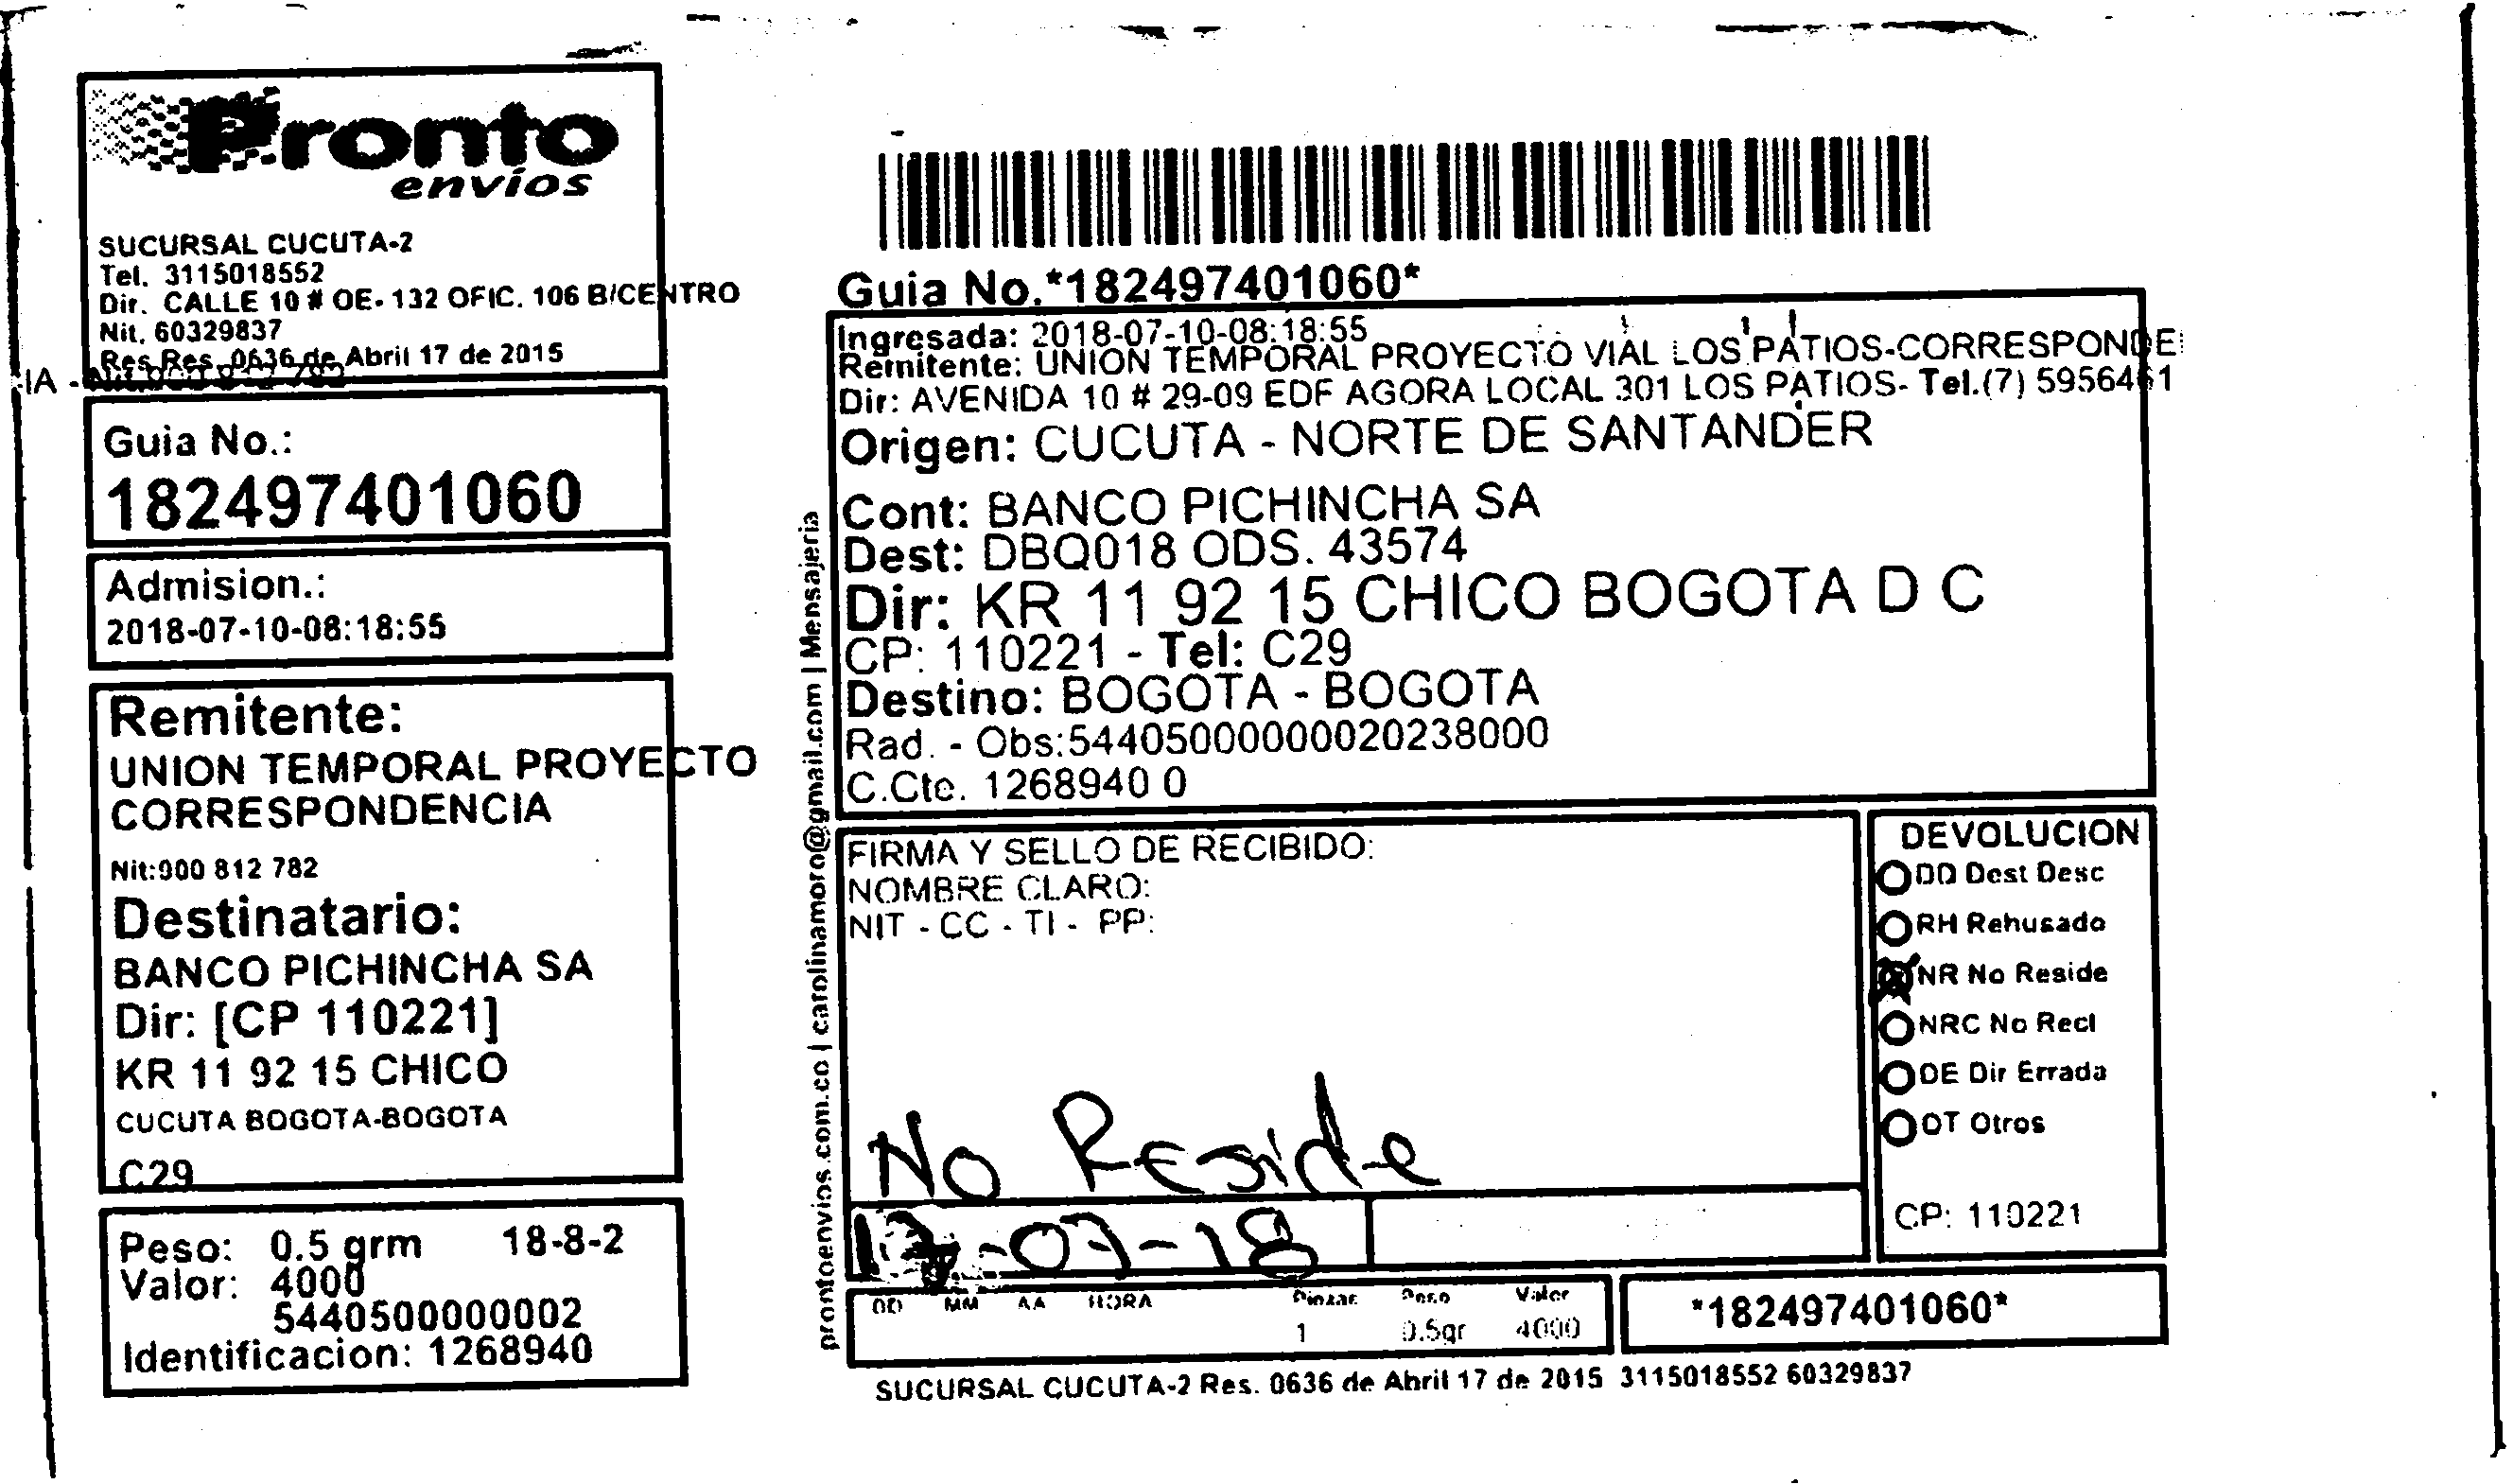 Pronto
envios
SUCURSAL CUCUTA-2
Tel. 3115018552
Dir. CALLE 10 # OE-132 OFIC. 106 B/CENTRO
Nit. 60329837
Res.Res. 0636 de Abril 17 de 2015
Guia No.:
182497401060
Admision.:
2018-07-10-08:18:55
Remitente:
UNION TEMPORAL PROYECTO
CORRESPONDENCIA
Nit:900 812 782
Destinatario:
BANCO PICHINCHA SA
Dir: [CP 110221]
KR 11 92 15 CHICO
CUCUTA BOGOTA-BOGOTA
C29
Peso: 0.5 grm 18-8-2
Valor: 4000
5440500000002
Identificacion: 1268940
prontoenvios.com.co | carolinamoro@gmail.com | Mensajeria
Guia No.*182497401060*
Ingresada: 2018-07-10-08:18:55
Remitente: UNION TEMPORAL PROYECTO VIAL LOS PATIOS-CORRESPONDE
Dir: AVENIDA 10 # 29-09 EDF AGORA LOCAL 301 LOS PATIOS- Tel.(7) 5956461
Origen: CUCUTA - NORTE DE SANTANDER
Cont: BANCO PICHINCHA SA
Dest: DBQ018 ODS. 43574
Dir: KR 11 92 15 CHICO BOGOTA D C
CP: 110221 - Tel: C29
Destino: BOGOTA - BOGOTA
Rad. - Obs:544050000000020238000
C.Cte. 1268940 0
FIRMA Y SELLO DE RECIBIDO:
NOMBRE CLARO:
NIT - CC - TI - PP:
No Reside
-07-18
DD MM AA HORA Piezas Peso Valor
1 0.5gr 4000
DEVOLUCION
DD Dest Desc
RH Rehusado
NR No Reside
NRC No Recl
DE Dir Errada
OT Otros
CP: 110221
*182497401060*
SUCURSAL CUCUTA-2 Res. 0636 de Abril 17 de 2015 3115018552 60329837